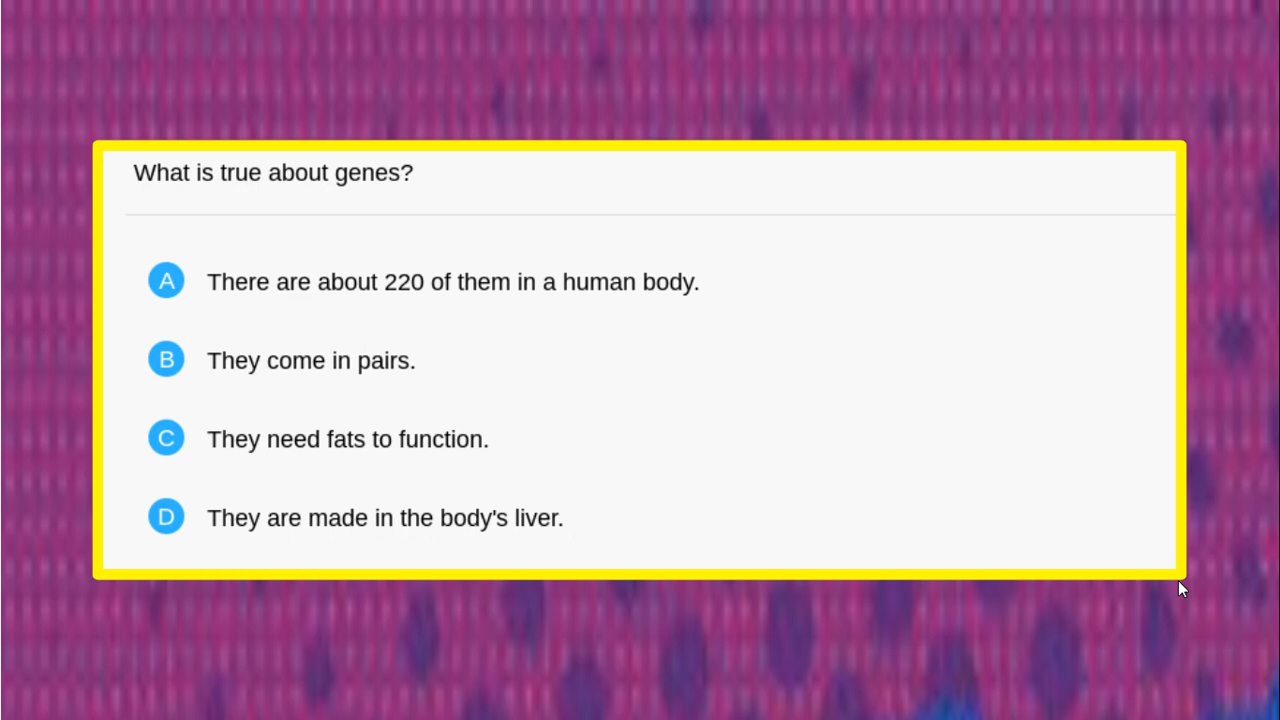 What is true about genes?
A There are about 220 of them in a human body.
B They come in pairs.
C They need fats to function.
D They are made in the body's liver.